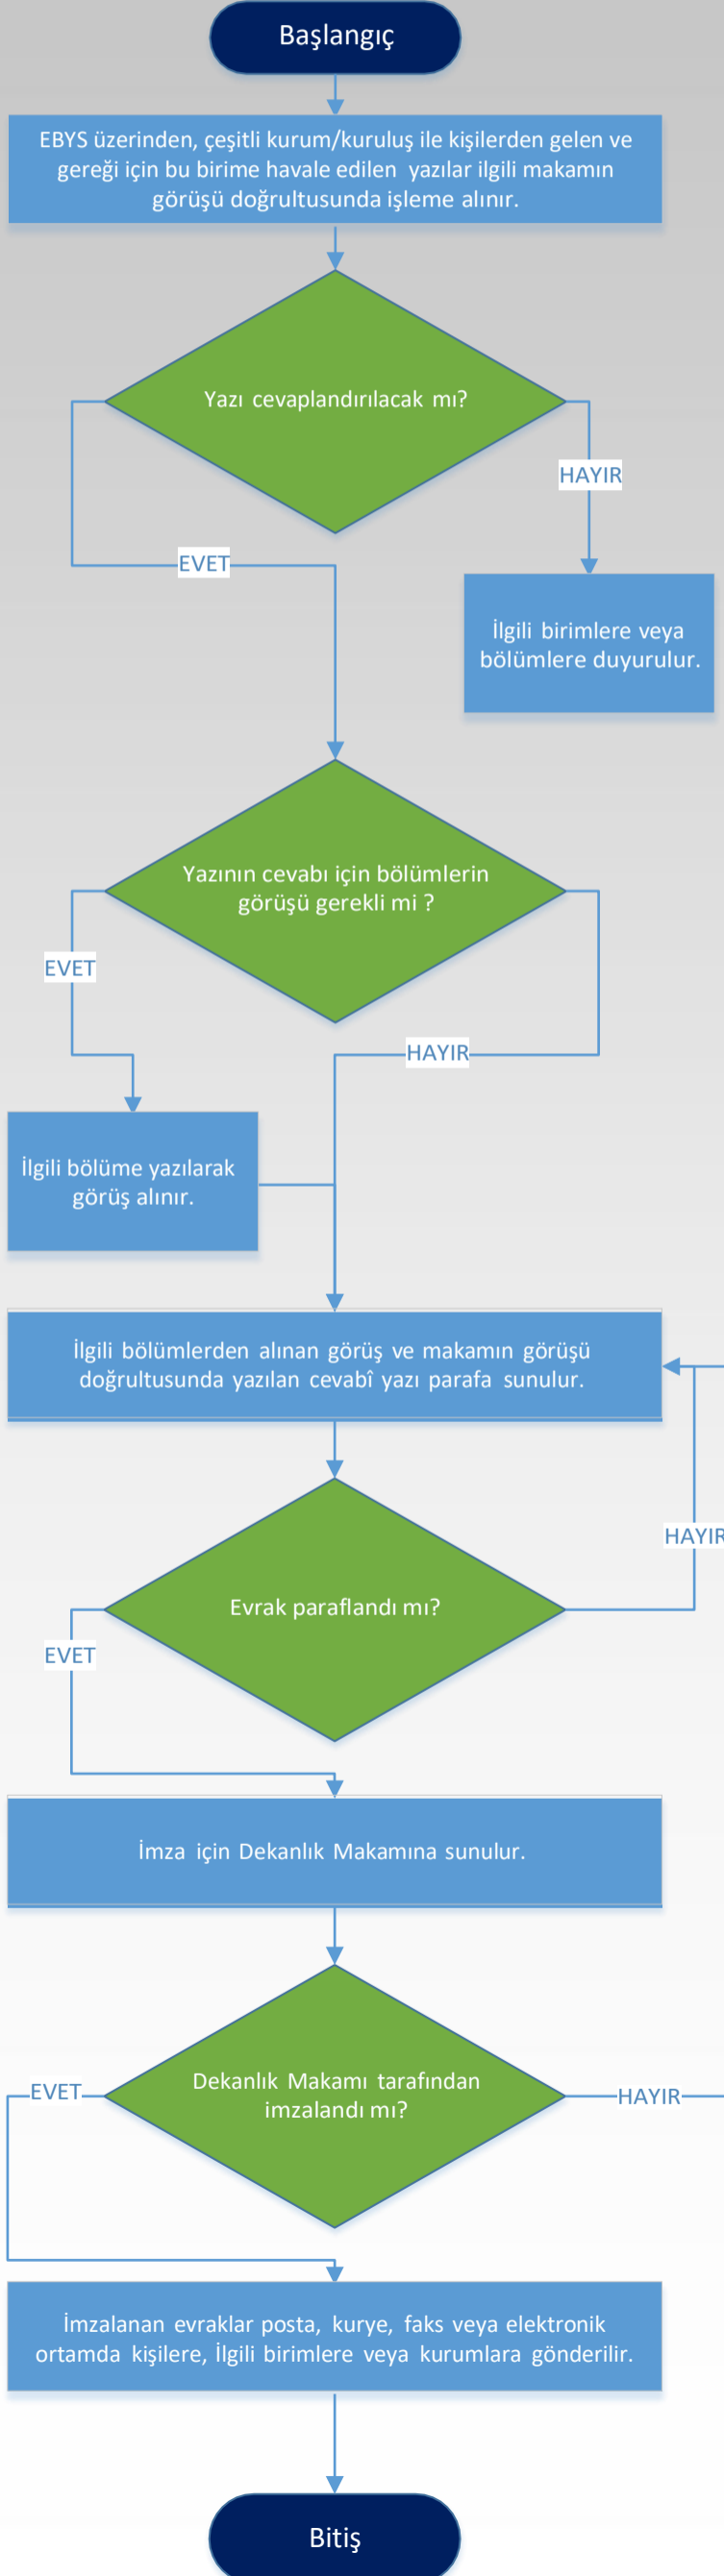 Başlangıç
EBYS üzerinden, çeşitli kurum/kuruluş ile kişilerden gelen ve
gereği için bu birime havale edilen yazılar ilgili makamın
görüşü doğrultusunda işleme alınır.
Yazı cevaplandırılacak mı?
HAYIR
EVET
İlgili birimlere veya
bölümlere duyurulur.
Yazının cevabı için bölümlerin
görüşü gerekli mi ?
EVET
HAYIR
İlgili bölüme yazılarak
görüş alınır.
İlgili bölümlerden alınan görüş ve makamın görüşü
doğrultusunda yazılan cevabî yazı parafa sunulur.
HAYIR
Evrak paraflandı mı?
EVET
İmza için Dekanlık Makamına sunulur.
Dekanlık Makamı tarafından
imzalandı mı?
EVET
HAYIR
İmzalanan evraklar posta, kurye, faks veya elektronik
ortamda kişilere, İlgili birimlere veya kurumlara gönderilir.
Bitiş